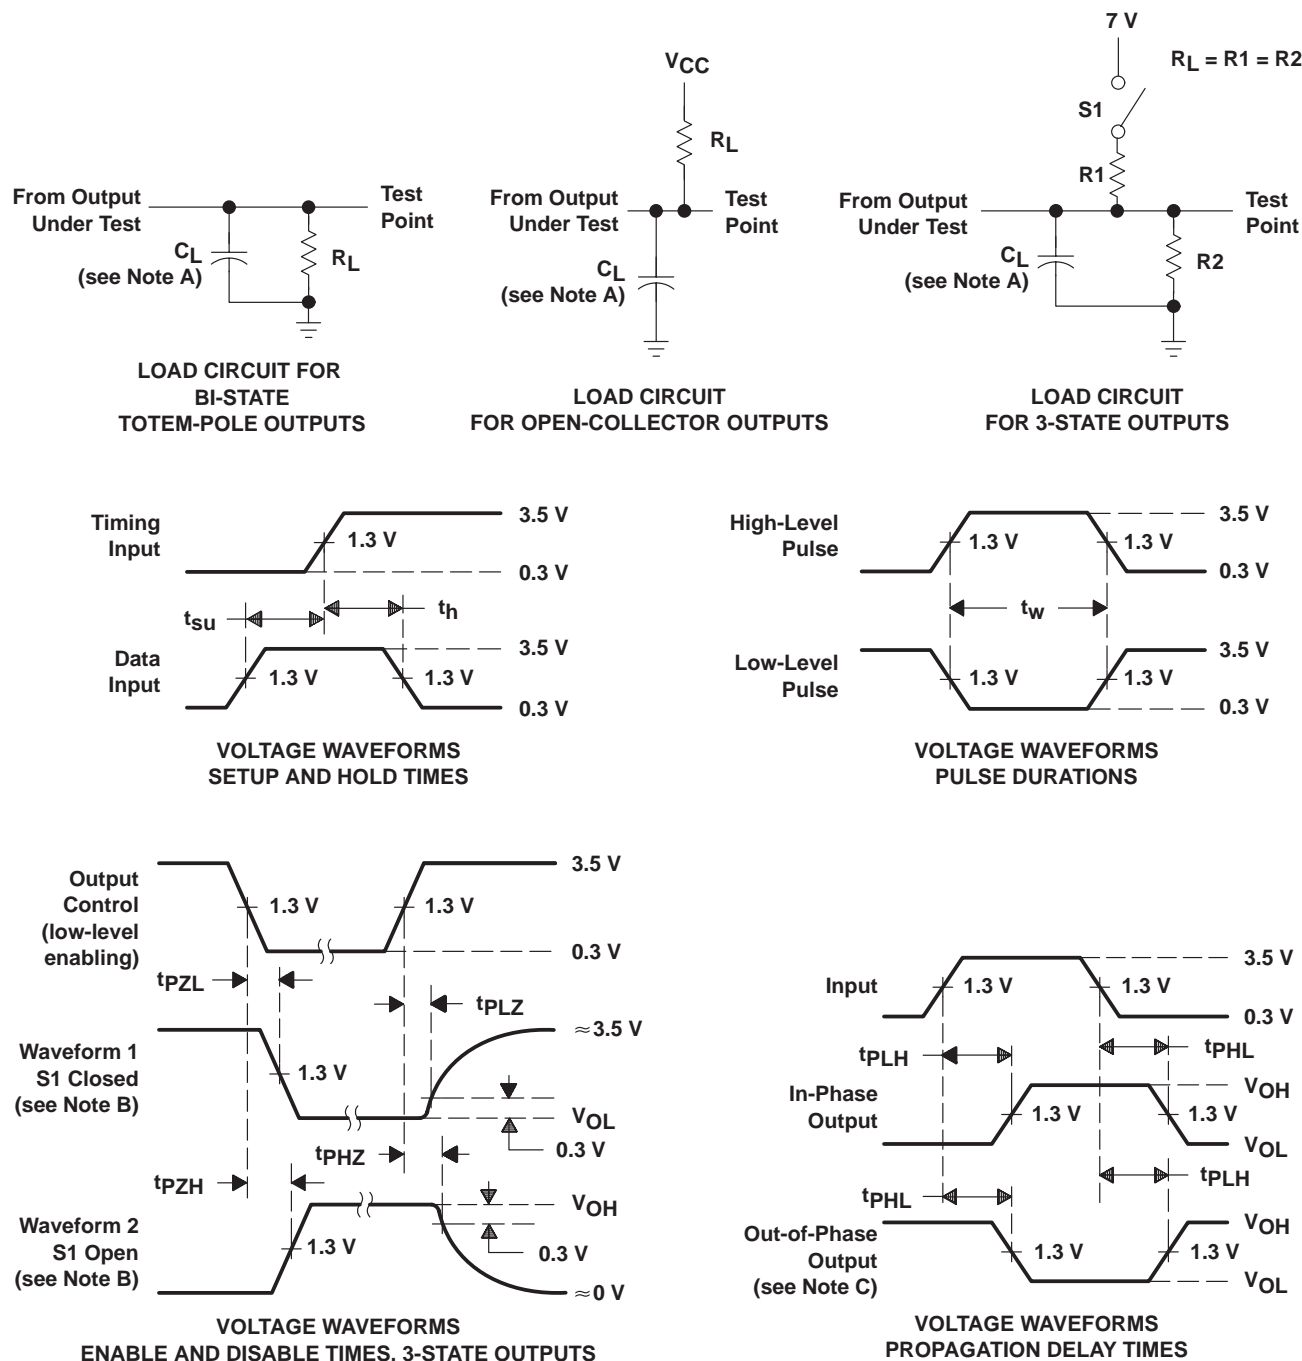 From Output
Under Test
Test
Point
CL
(see Note A)
RL
LOAD CIRCUIT FOR
BI-STATE
TOTEM-POLE OUTPUTS
VCC
RL
From Output
Under Test
Test
Point
CL
(see Note A)
LOAD CIRCUIT
FOR OPEN-COLLECTOR OUTPUTS
7 V
RL = R1 = R2
S1
R1
From Output
Under Test
Test
Point
CL
(see Note A)
R2
LOAD CIRCUIT
FOR 3-STATE OUTPUTS
Timing
Input
1.3 V
3.5 V
0.3 V
tsu
th
Data
Input
1.3 V
1.3 V
3.5 V
0.3 V
VOLTAGE WAVEFORMS
SETUP AND HOLD TIMES
High-Level
Pulse
1.3 V
1.3 V
3.5 V
0.3 V
tw
Low-Level
Pulse
1.3 V
1.3 V
3.5 V
0.3 V
VOLTAGE WAVEFORMS
PULSE DURATIONS
Output
Control
(low-level
enabling)
1.3 V
1.3 V
3.5 V
0.3 V
tPZL
tPLZ
Waveform 1
S1 Closed
(see Note B)
1.3 V
≈3.5 V
VOL
0.3 V
tPHZ
tPZH
Waveform 2
S1 Open
(see Note B)
1.3 V
VOH
0.3 V
≈0 V
VOLTAGE WAVEFORMS
ENABLE AND DISABLE TIMES, 3-STATE OUTPUTS
Input
1.3 V
1.3 V
3.5 V
0.3 V
tPLH
tPHL
In-Phase
Output
1.3 V
1.3 V
VOH
VOL
tPHL
tPLH
Out-of-Phase
Output
(see Note C)
1.3 V
1.3 V
VOH
VOL
VOLTAGE WAVEFORMS
PROPAGATION DELAY TIMES